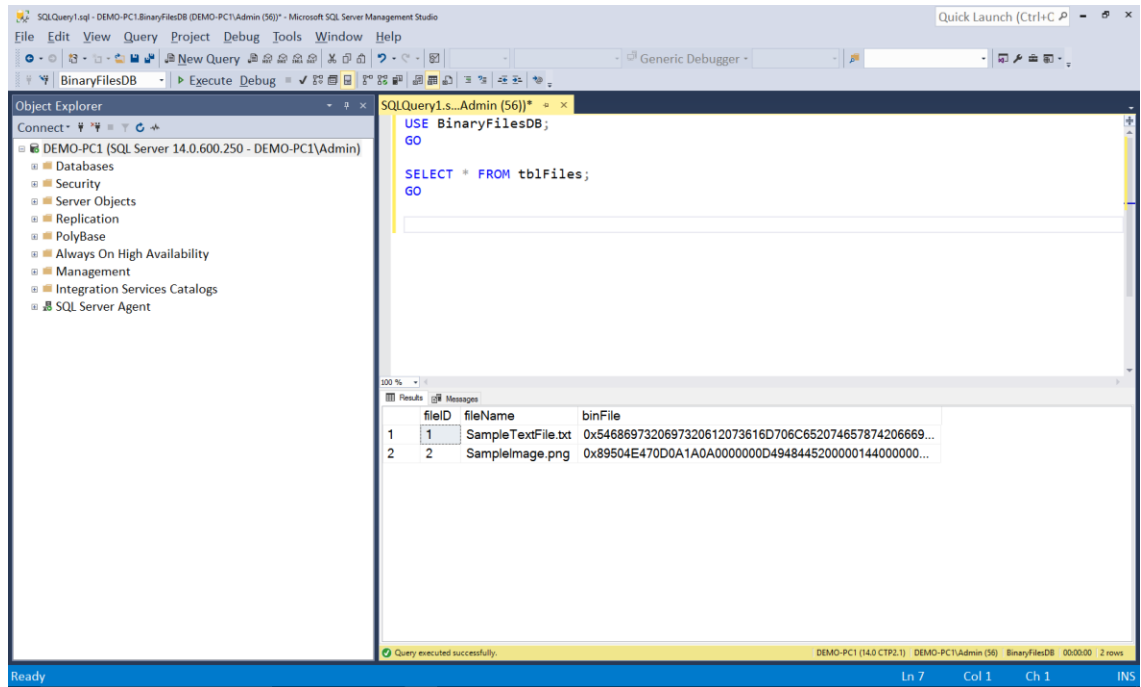 SQLQuery1.sql - DEMO-PC1.BinaryFilesDB (DEMO-PC1\Admin (56))* - Microsoft SQL Server Management Studio
Quick Launch (Ctrl+C
File Edit View Query Project Debug Tools Window Help
New Query
Generic Debugger
BinaryFilesDB
Execute Debug
Object Explorer
SQLQuery1.s...Admin (56))*
Connect
DEMO-PC1 (SQL Server 14.0.600.250 - DEMO-PC1\Admin)
Databases
Security
Server Objects
Replication
PolyBase
Always On High Availability
Management
Integration Services Catalogs
SQL Server Agent
USE BinaryFilesDB;
GO
SELECT * FROM tblFiles;
GO
100 %
Results Messages
fileID fileName binFile
1 1 SampleTextFile.txt 0x5468697320697320612073616D706C652074657874206669...
2 2 SampleImage.png 0x89504E470D0A1A0A0000000D4948445200000144000000...
Query executed successfully.
DEMO-PC1 (14.0 CTP2.1) DEMO-PC1\Admin (56) BinaryFilesDB 00:00:00 2 rows
Ready
Ln 7 Col 1 Ch 1 INS